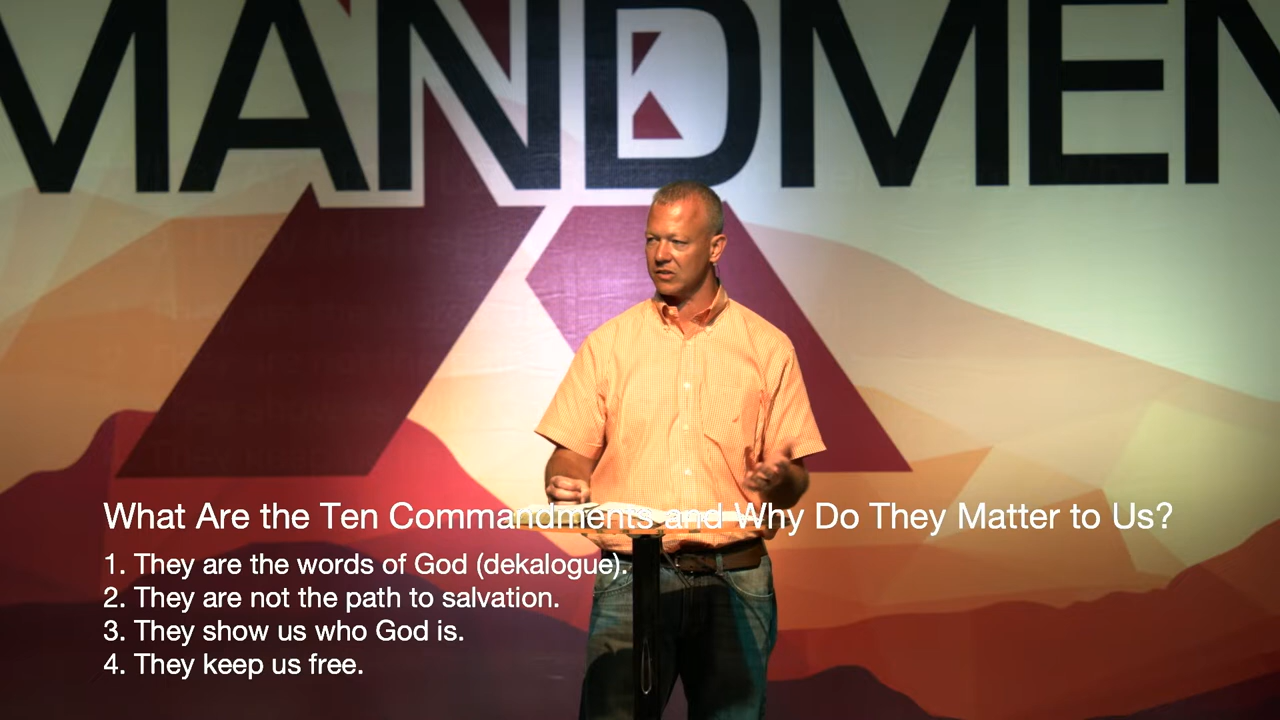 MANDMEN
What Are the Ten Commandments and Why Do They Matter to Us?
1. They are the words of God (dekalogue).
2. They are not the path to salvation.
3. They show us who God is.
4. They keep us free.